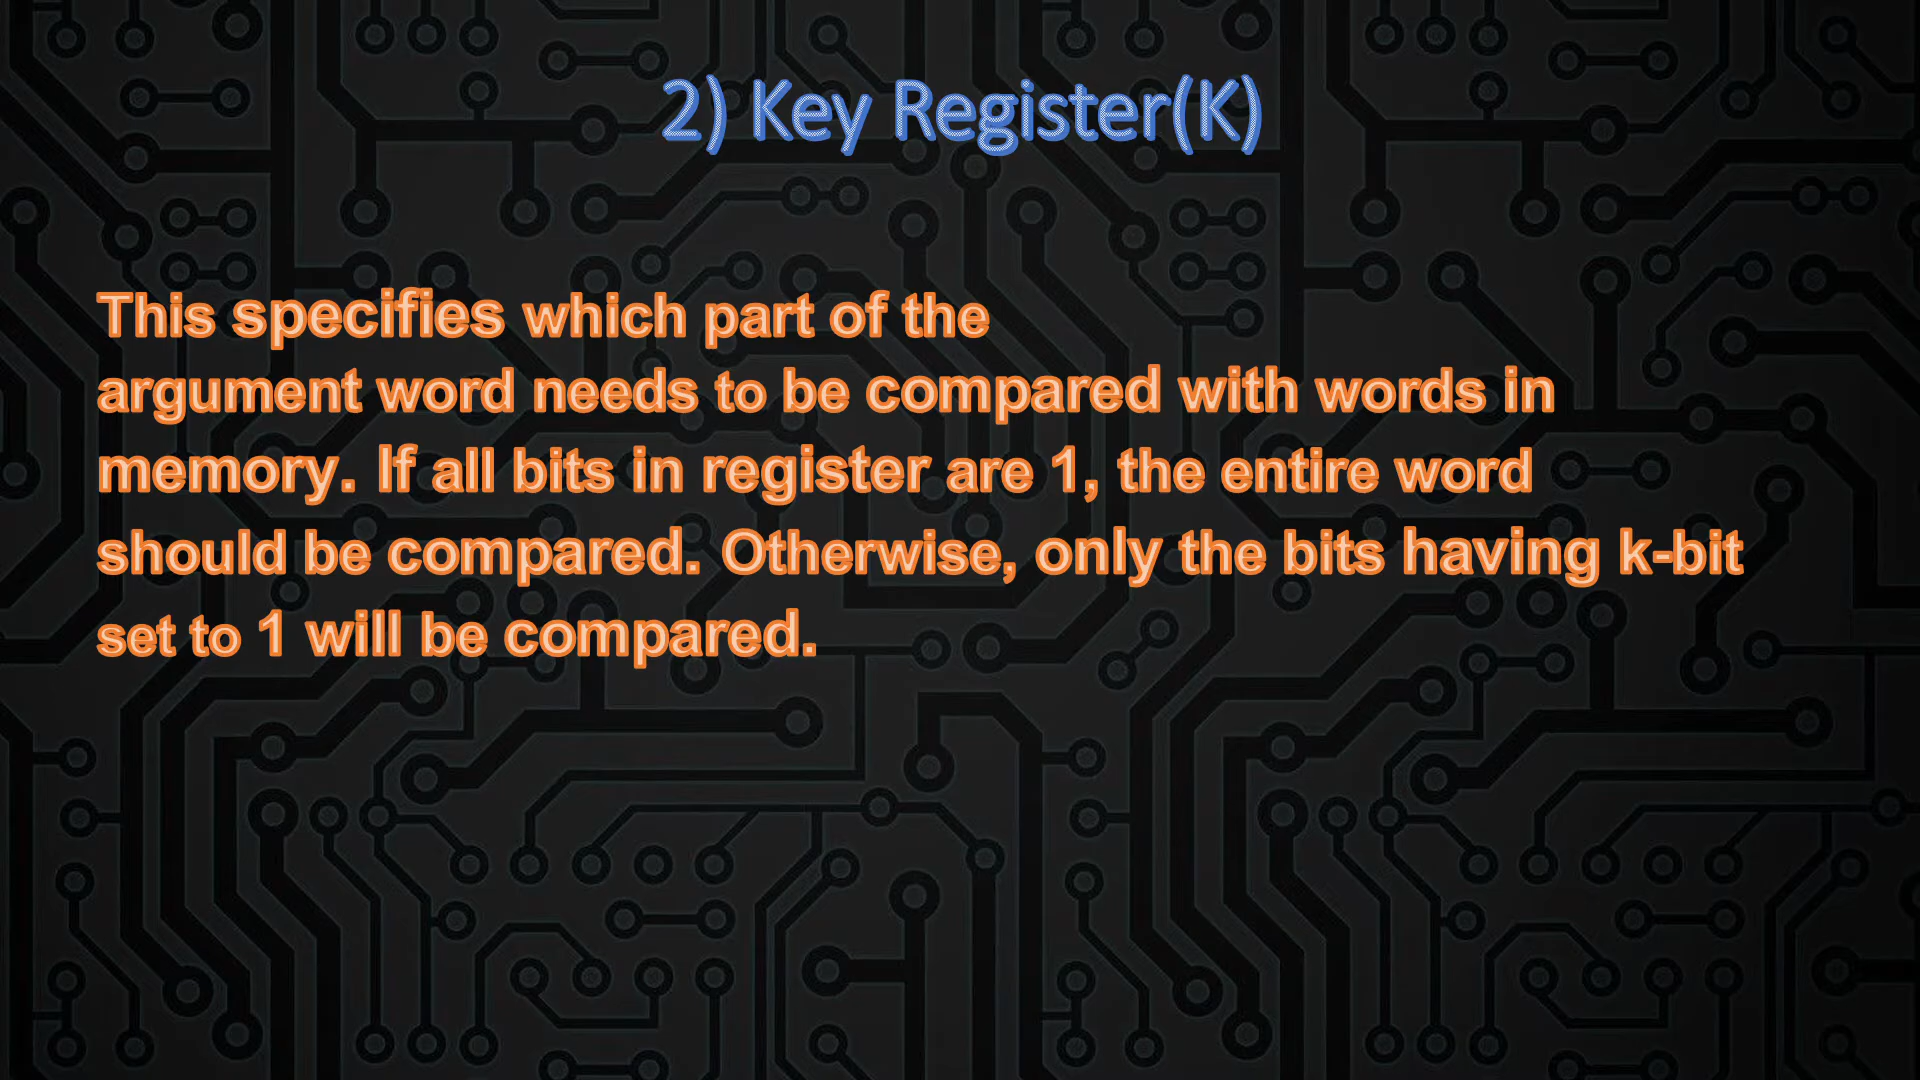 2) Key Register(K)
This specifies which part of the
argument word needs to be compared with words in
memory. If all bits in register are 1, the entire word
should be compared. Otherwise, only the bits having k-bit
set to 1 will be compared.